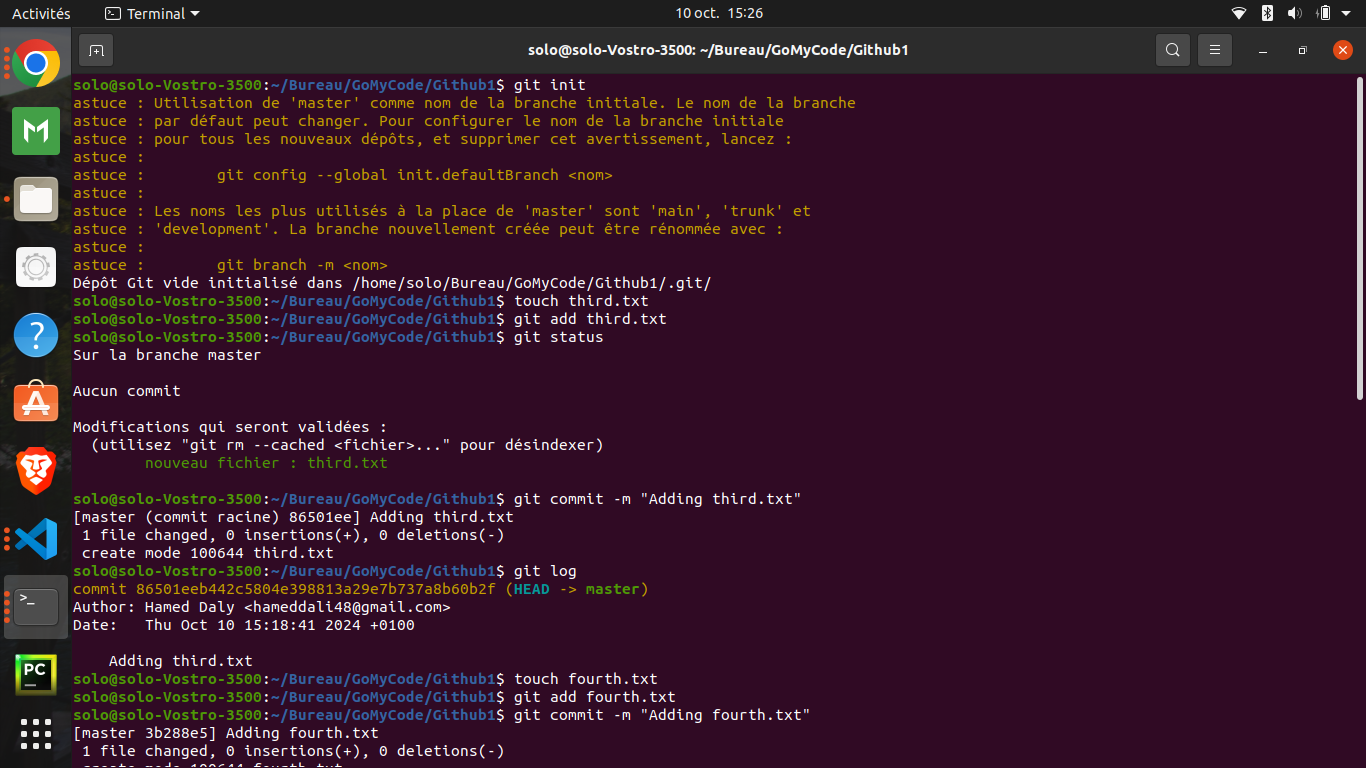 Activités
Terminal
10 oct. 15:26
solo@solo-Vostro-3500: ~/Bureau/GoMyCode/Github1
solo@solo-Vostro-3500:~/Bureau/GoMyCode/Github1$ git init
astuce : Utilisation de 'master' comme nom de la branche initiale. Le nom de la branche
astuce : par défaut peut changer. Pour configurer le nom de la branche initiale
astuce : pour tous les nouveaux dépôts, et supprimer cet avertissement, lancez :
astuce :
astuce :        git config --global init.defaultBranch <nom>
astuce :
astuce : Les noms les plus utilisés à la place de 'master' sont 'main', 'trunk' et
astuce : 'development'. La branche nouvellement créée peut être rénommée avec :
astuce :
astuce :        git branch -m <nom>
Dépôt Git vide initialisé dans /home/solo/Bureau/GoMyCode/Github1/.git/
solo@solo-Vostro-3500:~/Bureau/GoMyCode/Github1$ touch third.txt
solo@solo-Vostro-3500:~/Bureau/GoMyCode/Github1$ git add third.txt
solo@solo-Vostro-3500:~/Bureau/GoMyCode/Github1$ git status
Sur la branche master
Aucun commit
Modifications qui seront validées :
  (utilisez "git rm --cached <fichier>..." pour désindexer)
        nouveau fichier : third.txt
solo@solo-Vostro-3500:~/Bureau/GoMyCode/Github1$ git commit -m "Adding third.txt"
[master (commit racine) 86501ee] Adding third.txt
 1 file changed, 0 insertions(+), 0 deletions(-)
 create mode 100644 third.txt
solo@solo-Vostro-3500:~/Bureau/GoMyCode/Github1$ git log
commit 86501eeb442c5804e398813a29e7b737a8b60b2f (HEAD -> master)
Author: Hamed Daly <hameddali48@gmail.com>
Date:   Thu Oct 10 15:18:41 2024 +0100
    Adding third.txt
solo@solo-Vostro-3500:~/Bureau/GoMyCode/Github1$ touch fourth.txt
solo@solo-Vostro-3500:~/Bureau/GoMyCode/Github1$ git add fourth.txt
solo@solo-Vostro-3500:~/Bureau/GoMyCode/Github1$ git commit -m "Adding fourth.txt"
[master 3b288e5] Adding fourth.txt
 1 file changed, 0 insertions(+), 0 deletions(-)
 create mode 100644 fourth.txt
M
?
PC
>_